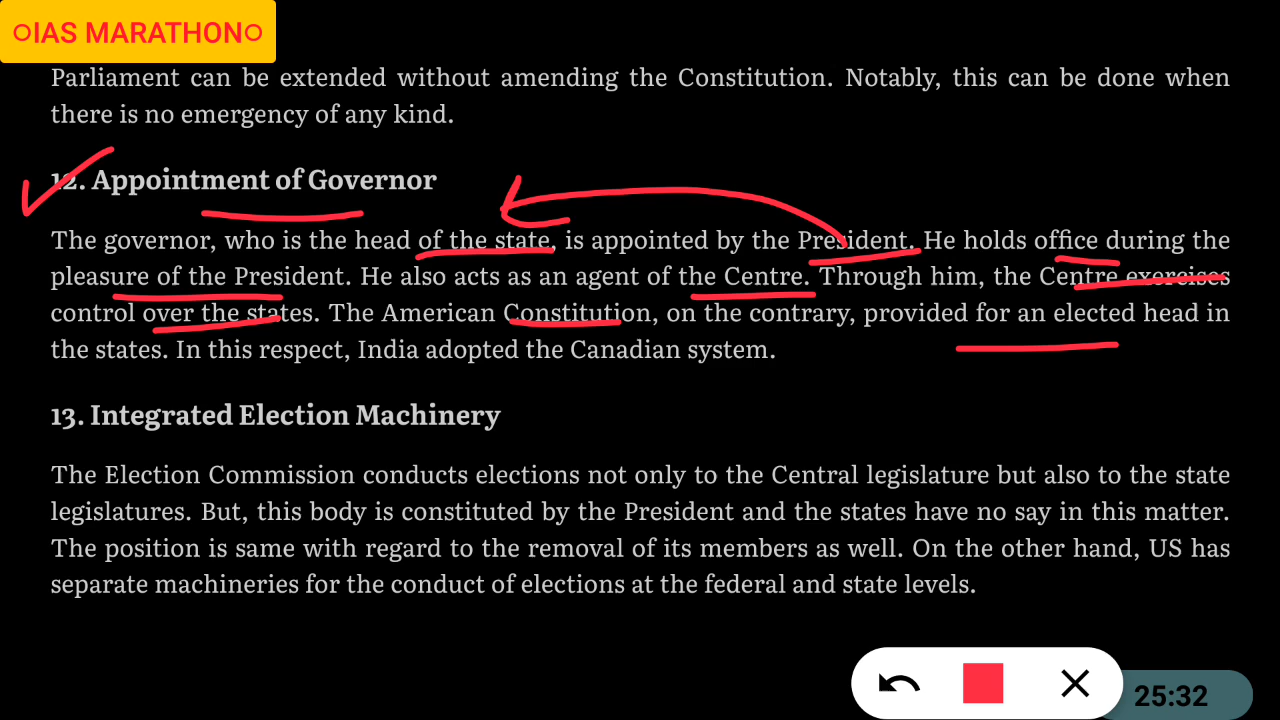 ○IAS MARATHON○
Parliament can be extended without amending the Constitution. Notably, this can be done when
there is no emergency of any kind.
12. Appointment of Governor
The governor, who is the head of the state, is appointed by the President. He holds office during the
pleasure of the President. He also acts as an agent of the Centre. Through him, the Centre exercises
control over the states. The American Constitution, on the contrary, provided for an elected head in
the states. In this respect, India adopted the Canadian system.
13. Integrated Election Machinery
The Election Commission conducts elections not only to the Central legislature but also to the state
legislatures. But, this body is constituted by the President and the states have no say in this matter.
The position is same with regard to the removal of its members as well. On the other hand, US has
separate machineries for the conduct of elections at the federal and state levels.
25:32